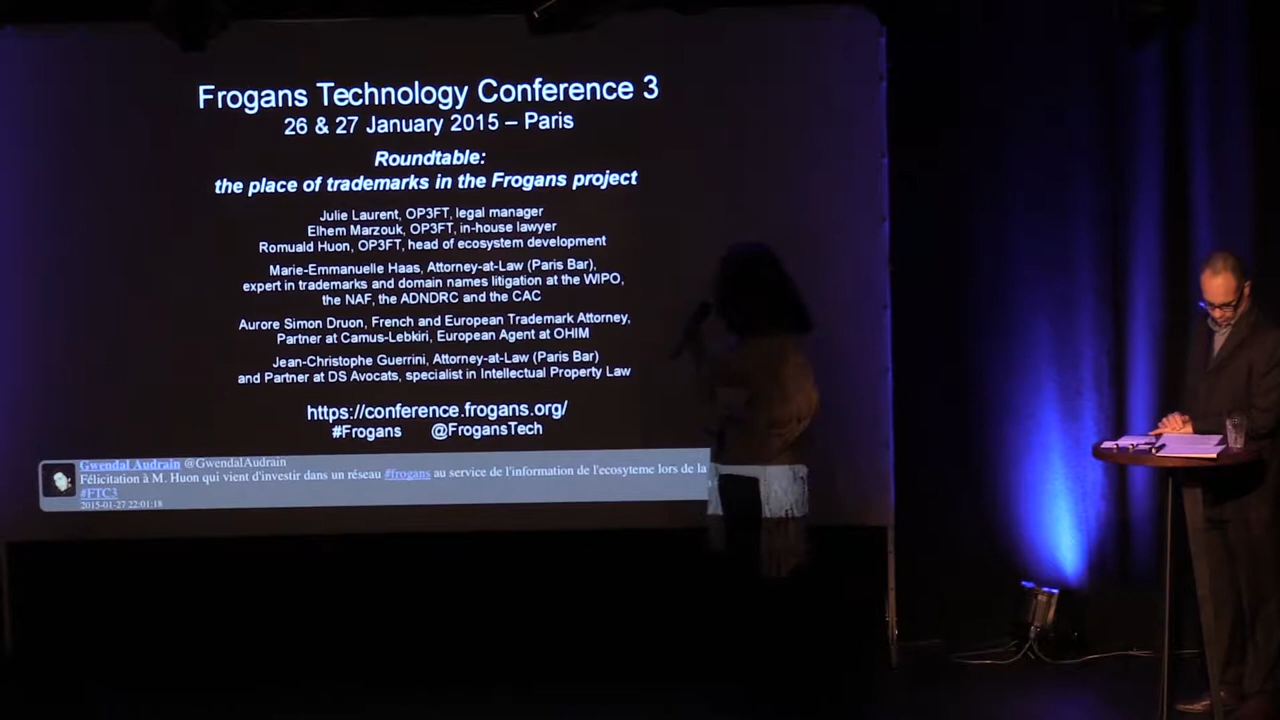 Frogans Technology Conference 3
26 & 27 January 2015 – Paris
Roundtable:
the place of trademarks in the Frogans project
Julie Laurent, OP3FT, legal manager
Elhem Marzouk, OP3FT, in-house lawyer
Romuald Huon, OP3FT, head of ecosystem development
Marie-Emmanuelle Haas, Attorney-at-Law (Paris Bar),
expert in trademarks and domain names litigation at the WIPO,
the NAF, the ADNDRC and the CAC
Aurore Simon Druon, French and European Trademark Attorney,
Partner at Camus-Lebkiri, European Agent at OHIM
Jean-Christophe Guerrini, Attorney-at-Law (Paris Bar)
and Partner at DS Avocats, specialist in Intellectual Property Law
https://conference.frogans.org/
#Frogans @FrogansTech
Gwendal Audrain @GwendalAudrain
Félicitation à M. Huon qui vient d'investir dans un réseau #frogans au service de l'information de l'ecosyteme lors de la
#FTC3
2015-01-27 22:01:18